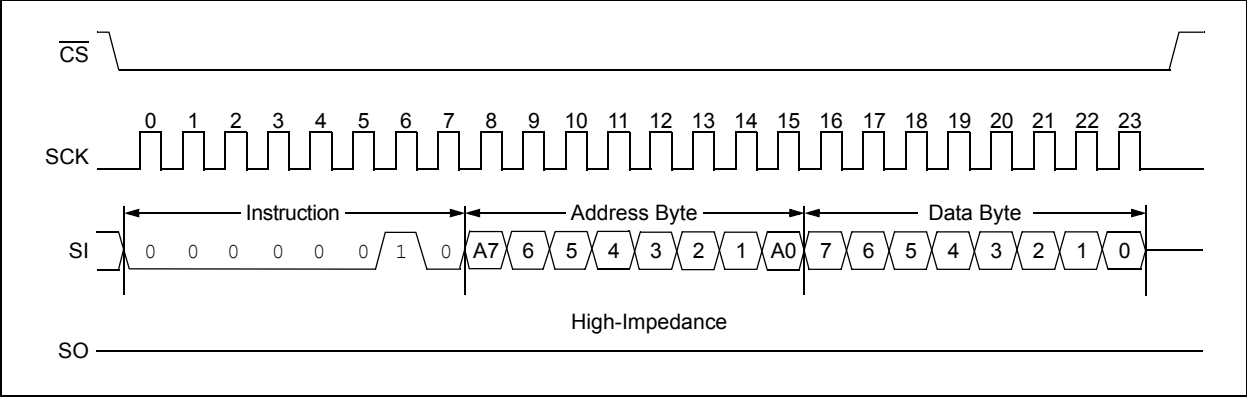 CS
0 1 2 3 4 5 6 7 8 9 10 11 12 13 14 15 16 17 18 19 20 21 22 23
SCK
Instruction Address Byte Data Byte
SI 0 0 0 0 0 0 1 0 A7 6 5 4 3 2 1 A0 7 6 5 4 3 2 1 0
High-Impedance
SO